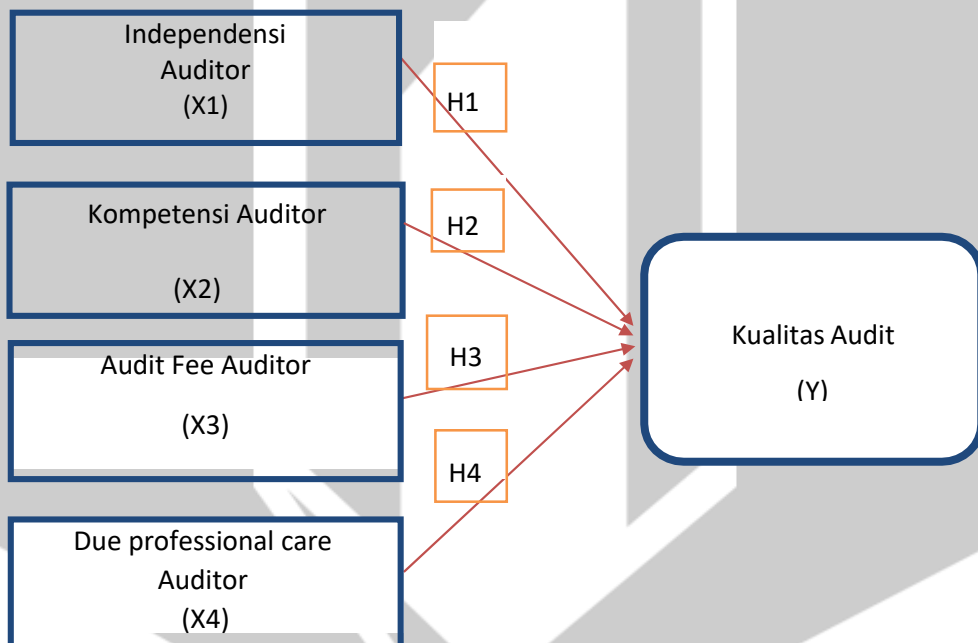 Independensi
Auditor
(X1)
H1
Kompetensi Auditor
(X2)
H2
Audit Fee Auditor
(X3)
H3
Due professional care
Auditor
(X4)
H4
Kualitas Audit
(Y)